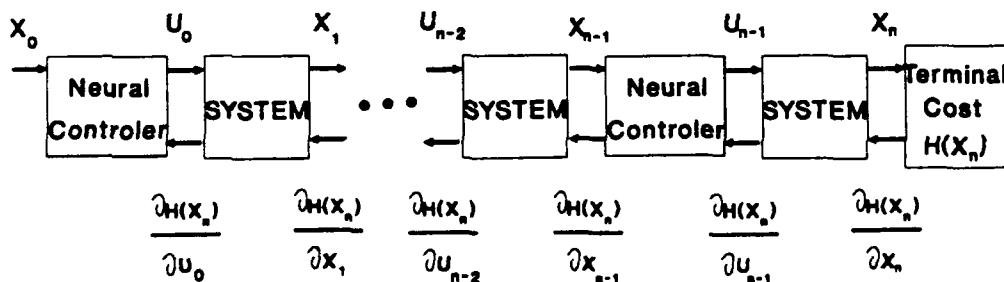 X₀ U₀ X₁ Uₙ₋₂ Xₙ₋₁ Uₙ₋₁ Xₙ
Neural
Controler
SYSTEM
•••
SYSTEM
Neural
Controler
SYSTEM
Terminal
Cost
H(Xₙ)
∂H(Xₙ) ∂H(Xₙ) ∂H(Xₙ) ∂H(Xₙ) ∂H(Xₙ) ∂H(Xₙ)
∂U₀ ∂X₁ ∂Uₙ₋₂ ∂Xₙ₋₁ ∂Uₙ₋₁ ∂Xₙ